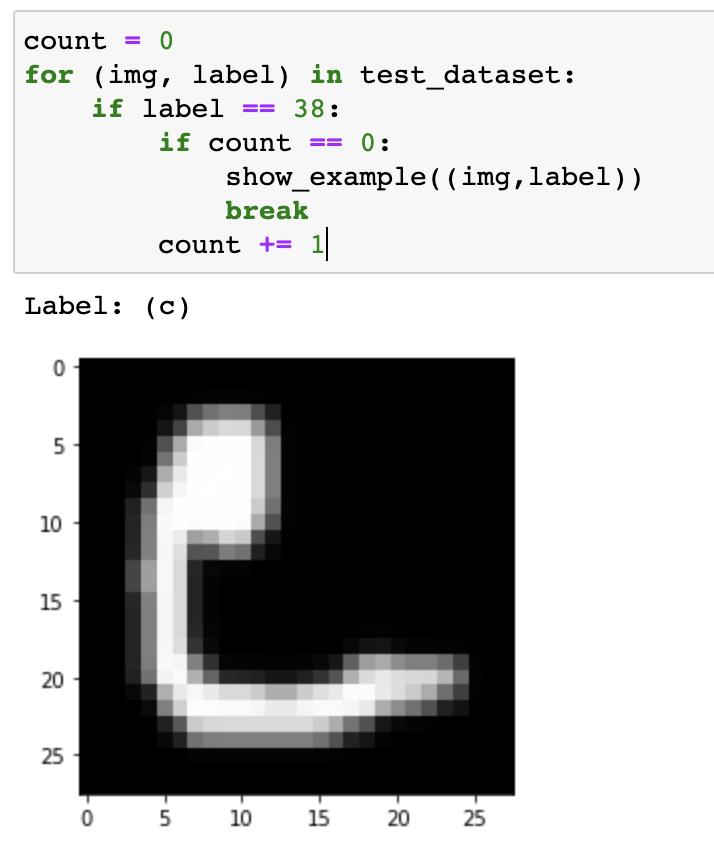 count = 0
for (img, label) in test_dataset:
    if label == 38:
        if count == 0:
            show_example((img,label))
            break
        count += 1
Label: (c)
0
5
10
15
20
25
0 5 10 15 20 25